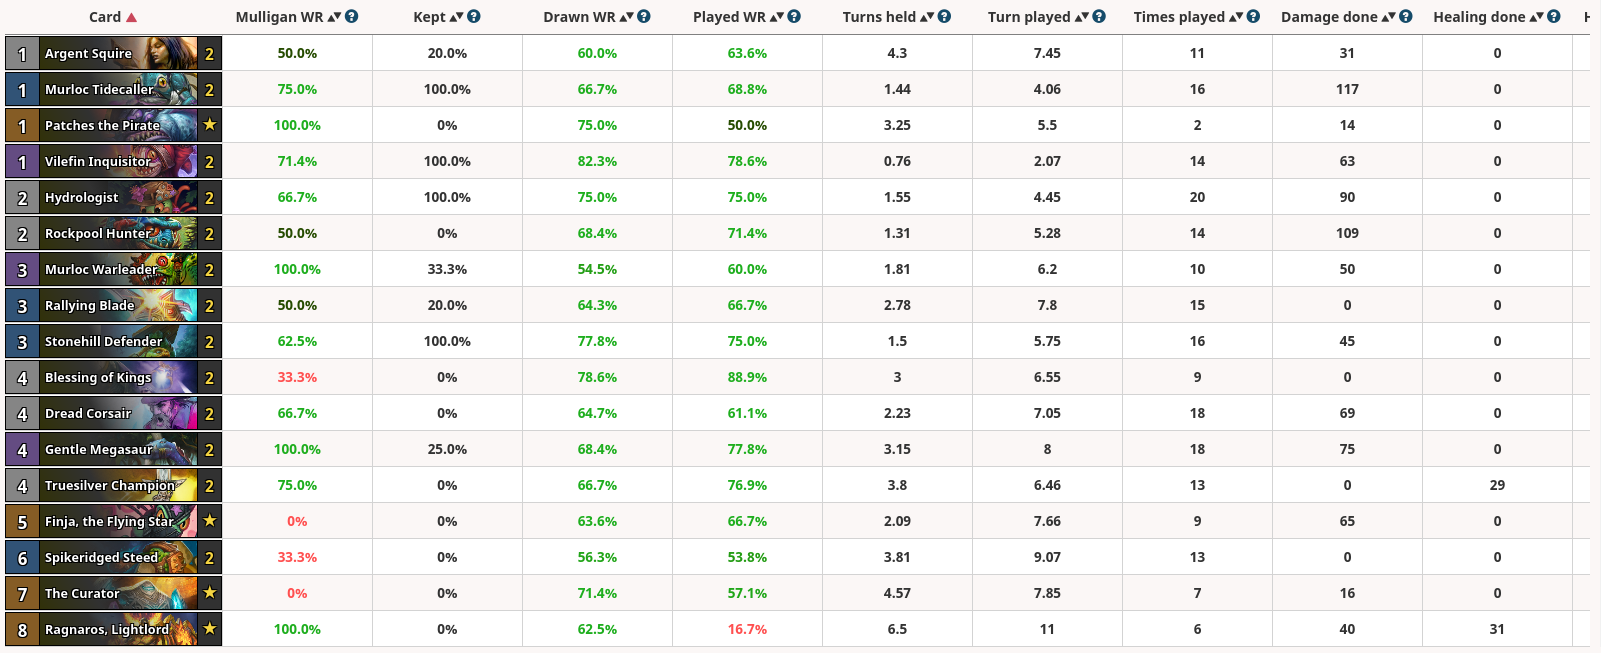 Card ▲ Mulligan WR ▲▼ ? Kept ▲▼ ? Drawn WR ▲▼ ? Played WR ▲▼ ? Turns held ▲▼ ? Turn played ▲▼ ? Times played ▲▼ ? Damage done ▲▼ ? Healing done ▲▼ ? H
1 Argent Squire 2 50.0% 20.0% 60.0% 63.6% 4.3 7.45 11 31 0
1 Murloc Tidecaller 2 75.0% 100.0% 66.7% 68.8% 1.44 4.06 16 117 0
1 Patches the Pirate ★ 100.0% 0% 75.0% 50.0% 3.25 5.5 2 14 0
1 Vilefin Inquisitor 2 71.4% 100.0% 82.3% 78.6% 0.76 2.07 14 63 0
2 Hydrologist 2 66.7% 100.0% 75.0% 75.0% 1.55 4.45 20 90 0
2 Rockpool Hunter 2 50.0% 0% 68.4% 71.4% 1.31 5.28 14 109 0
3 Murloc Warleader 2 100.0% 33.3% 54.5% 60.0% 1.81 6.2 10 50 0
3 Rallying Blade 2 50.0% 20.0% 64.3% 66.7% 2.78 7.8 15 0 0
3 Stonehill Defender 2 62.5% 100.0% 77.8% 75.0% 1.5 5.75 16 45 0
4 Blessing of Kings 2 33.3% 0% 78.6% 88.9% 3 6.55 9 0 0
4 Dread Corsair 2 66.7% 0% 64.7% 61.1% 2.23 7.05 18 69 0
4 Gentle Megasaur 2 100.0% 25.0% 68.4% 77.8% 3.15 8 18 75 0
4 Truesilver Champion 2 75.0% 0% 66.7% 76.9% 3.8 6.46 13 0 29
5 Finja, the Flying Star ★ 0% 0% 63.6% 66.7% 2.09 7.66 9 65 0
6 Spikeridged Steed 2 33.3% 0% 56.3% 53.8% 3.81 9.07 13 0 0
7 The Curator ★ 0% 0% 71.4% 57.1% 4.57 7.85 7 16 0
8 Ragnaros, Lightlord ★ 100.0% 0% 62.5% 16.7% 6.5 11 6 40 31